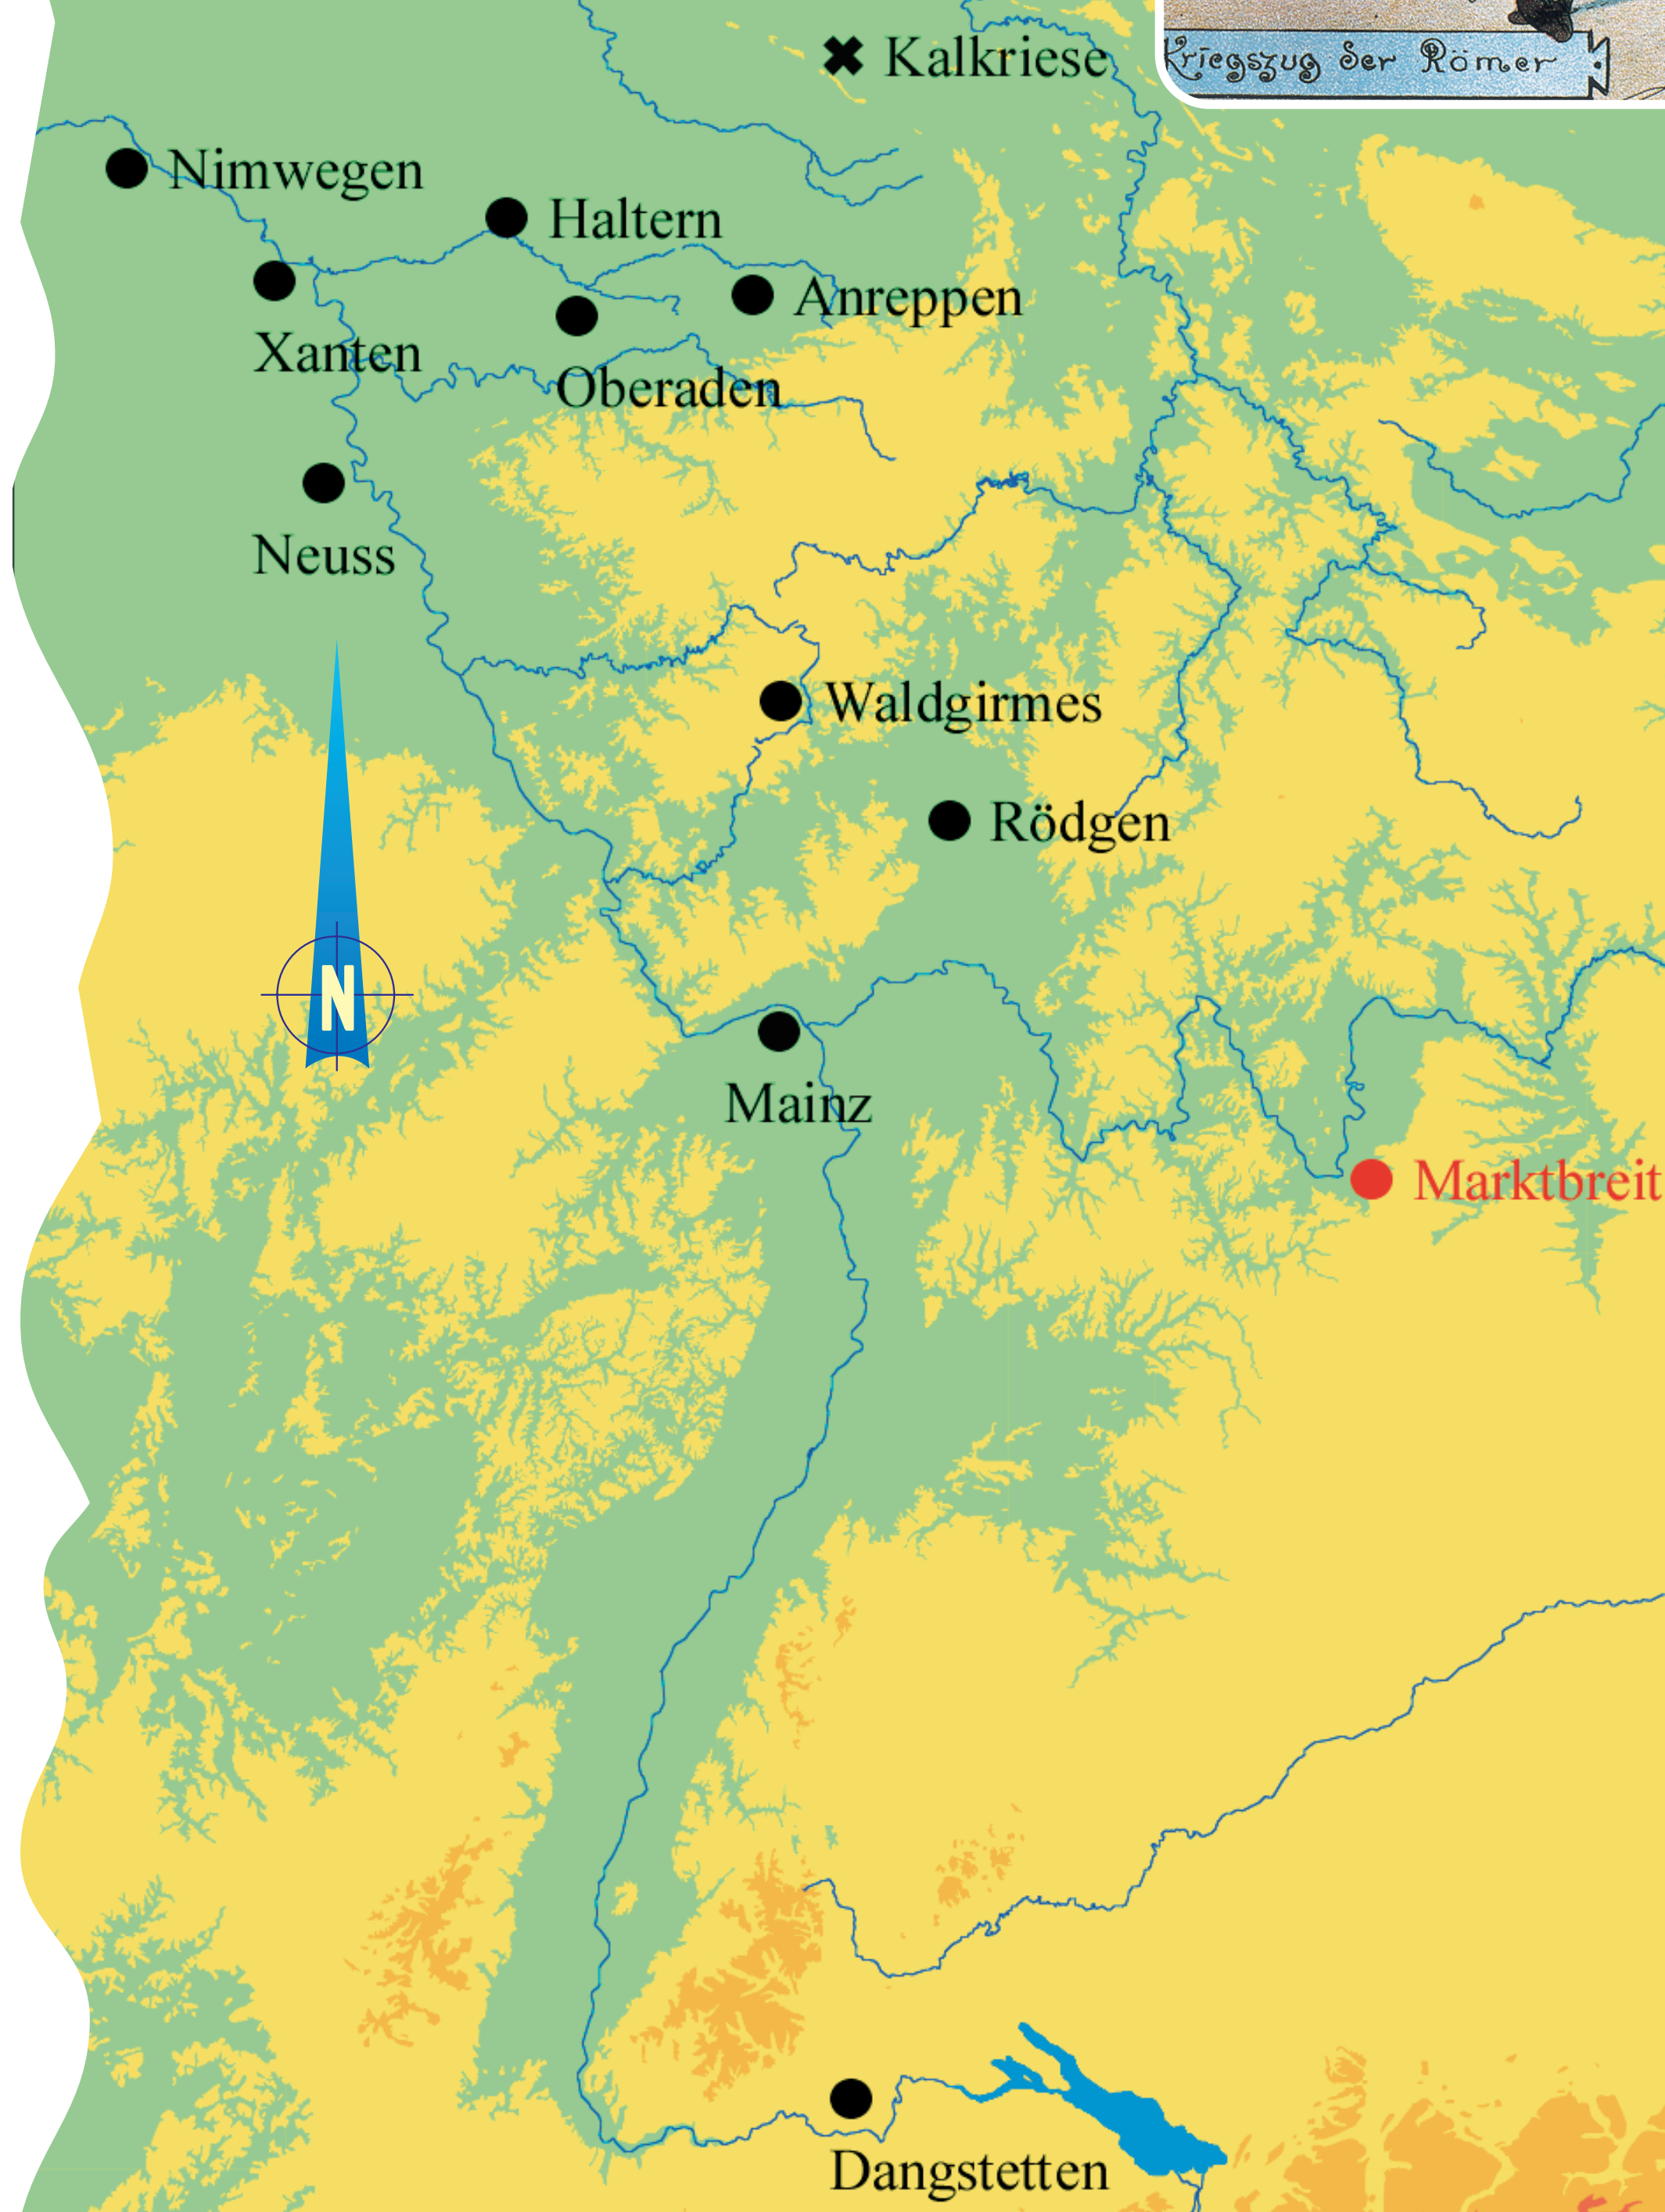 Kalkriese
Kriegszug der Römer
Nimwegen
Haltern
Anreppen
Xanten
Oberaden
Neuss
Waldgirmes
Rödgen
N
Mainz
Marktbreit
Dangstetten